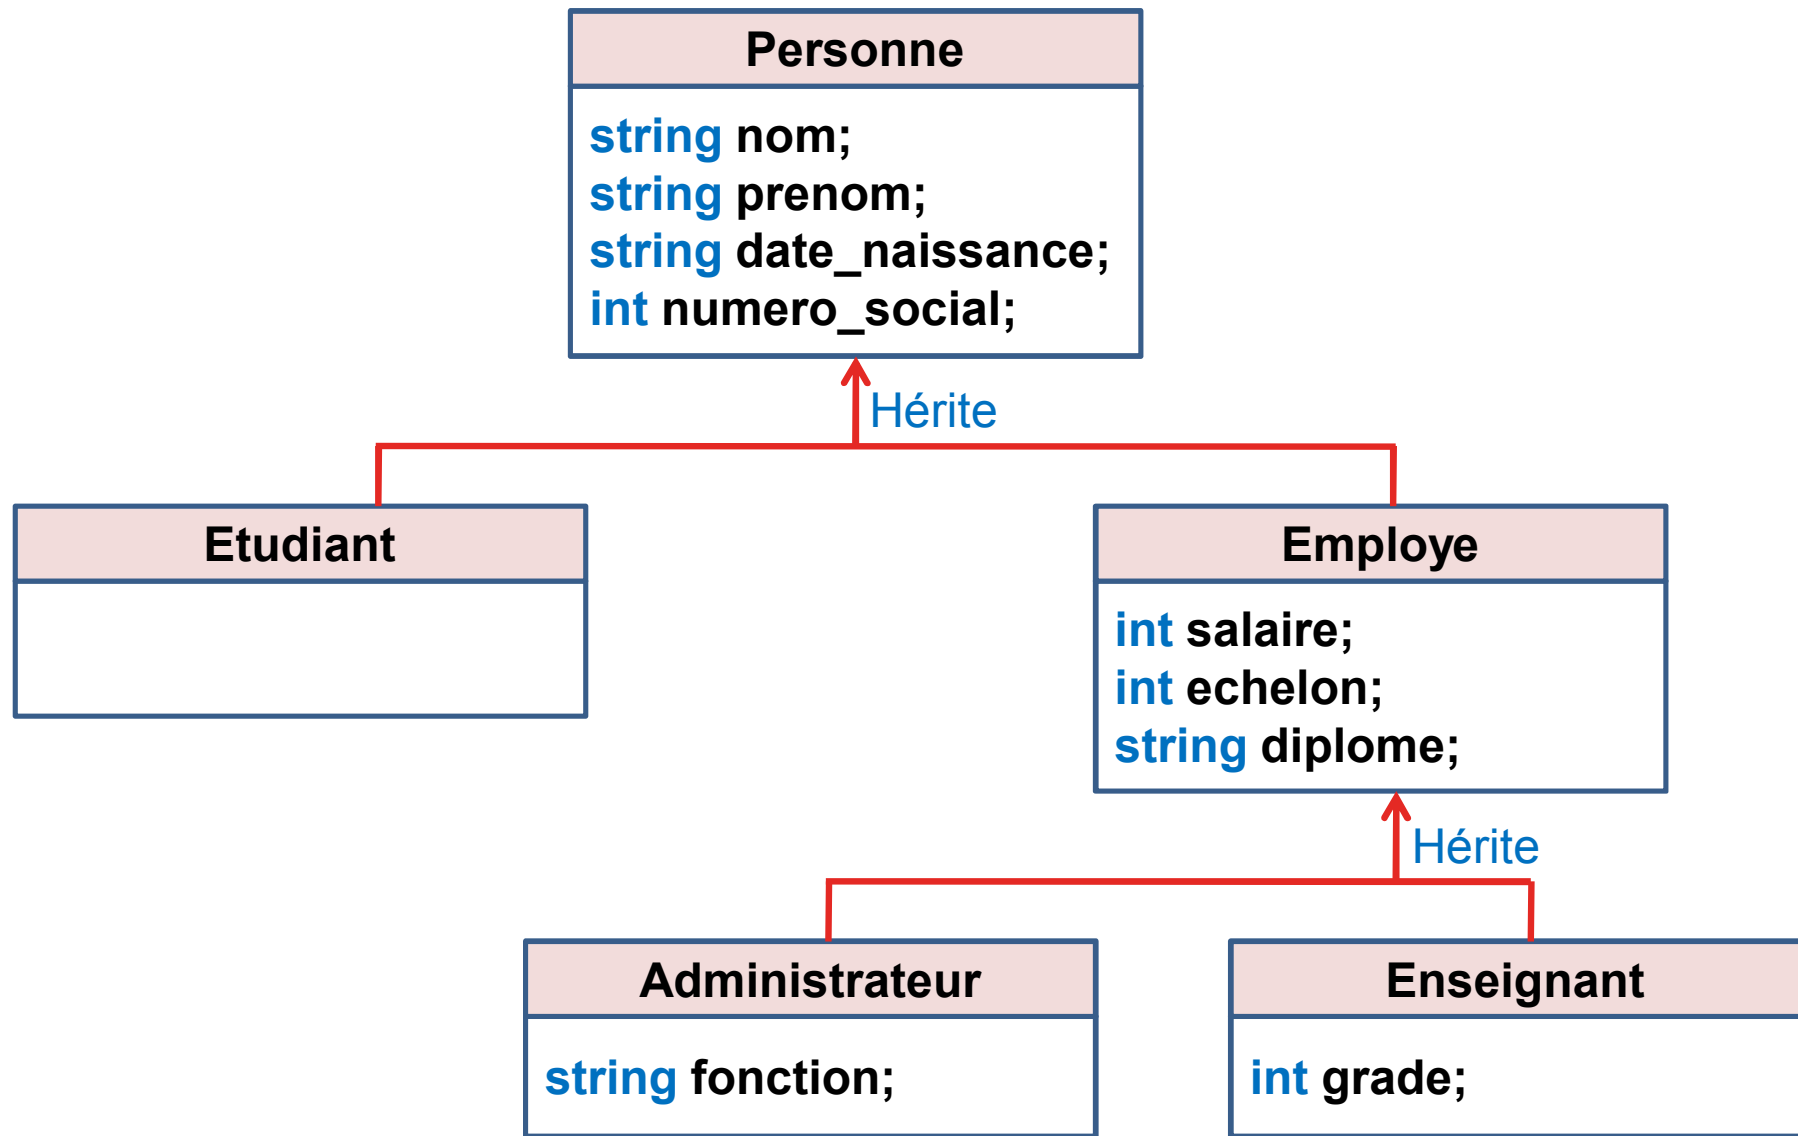 Personne
string nom;
string prenom;
string date_naissance;
int numero_social;
Hérite
Etudiant
Employe
int salaire;
int echelon;
string diplome;
Hérite
Administrateur
string fonction;
Enseignant
int grade;